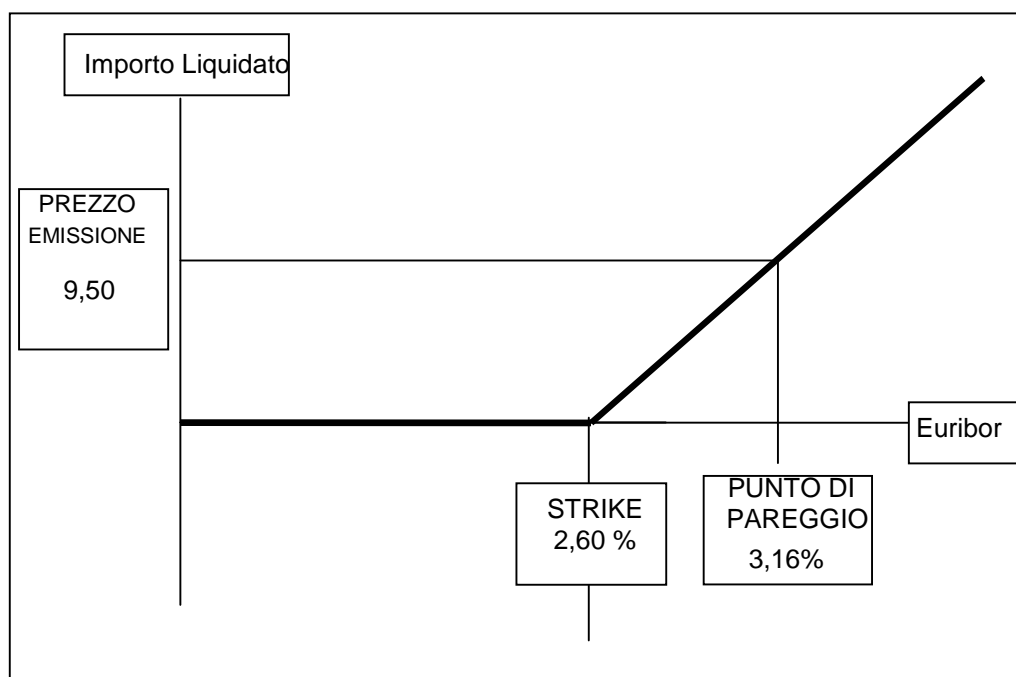 Importo Liquidato
PREZZO
EMISSIONE
9,50
Euribor
STRIKE
2,60 %
PUNTO DI
PAREGGIO
3,16%